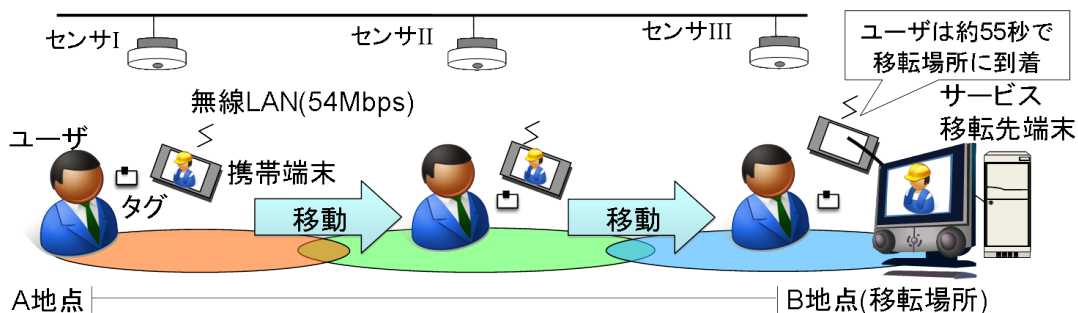 センサI
センサII
センサIII
ユーザは約55秒で
移転場所に到着
無線LAN(54Mbps)
サービス
移転先端末
ユーザ
タグ
携帯端末
移動
移動
A地点
B地点(移転場所)